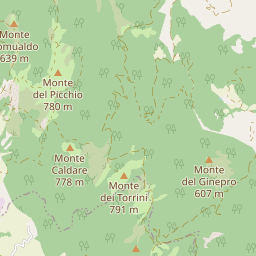 Monte
omualdo
639 m
Monte
del Picchio
780 m
Monte
Caldare
778 m
Monte
dei Torrini
791 m
Monte
del Ginepro
607 m